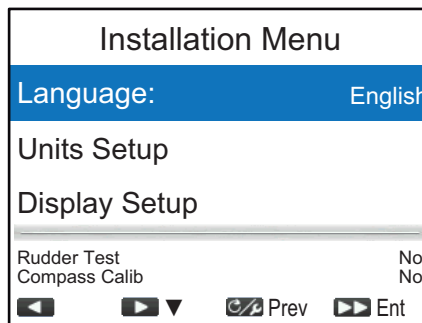 Installation Menu
Language: English
Units Setup
Display Setup
Rudder Test No
Compass Calib No
Prev Ent